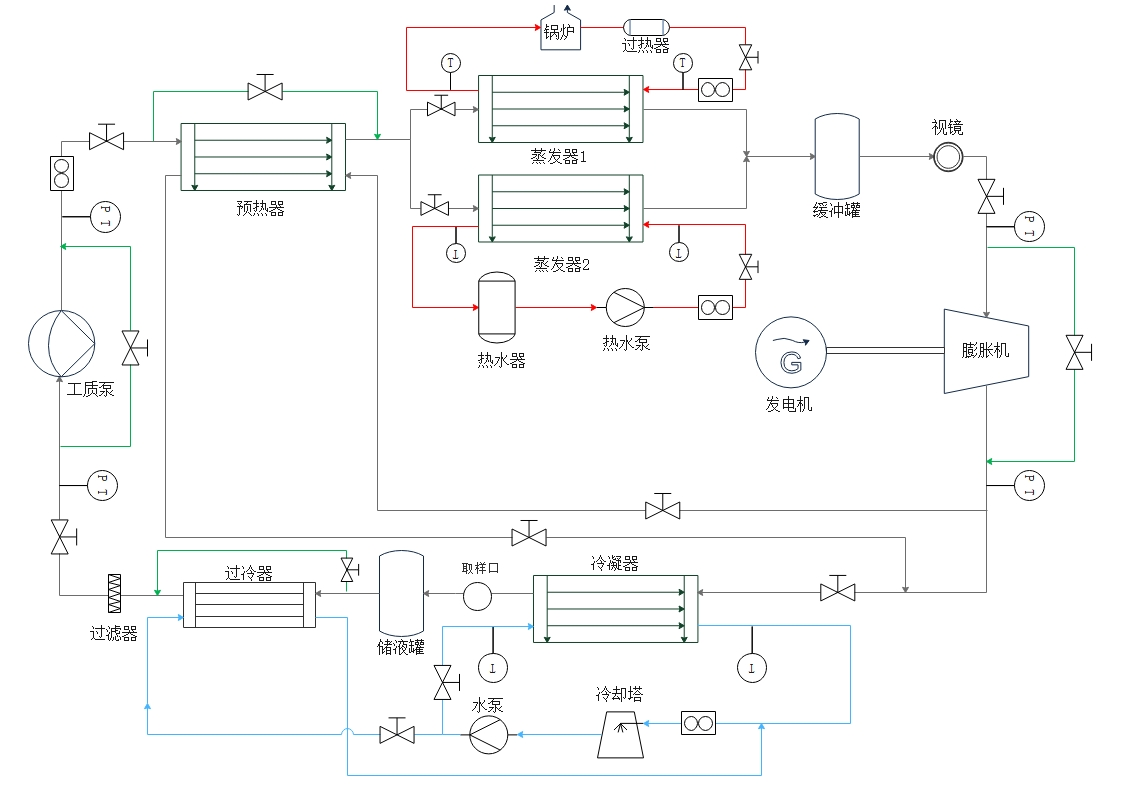 锅炉
过热器
T
T
视镜
蒸发器1
预热器
缓冲罐
P T
P T
I
I
蒸发器2
热水泵
热水器
膨胀机
G
发电机
工质泵
P T
P T
冷凝器
取样口
过冷器
过滤器
储液罐
I
I
冷却塔
水泵